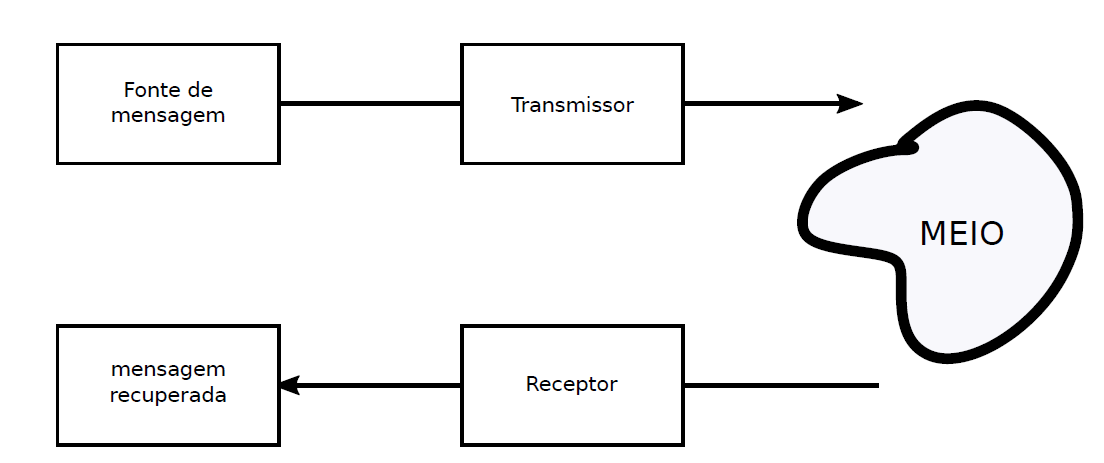 Fonte de
mensagem
Transmissor
MEIO
mensagem
recuperada
Receptor